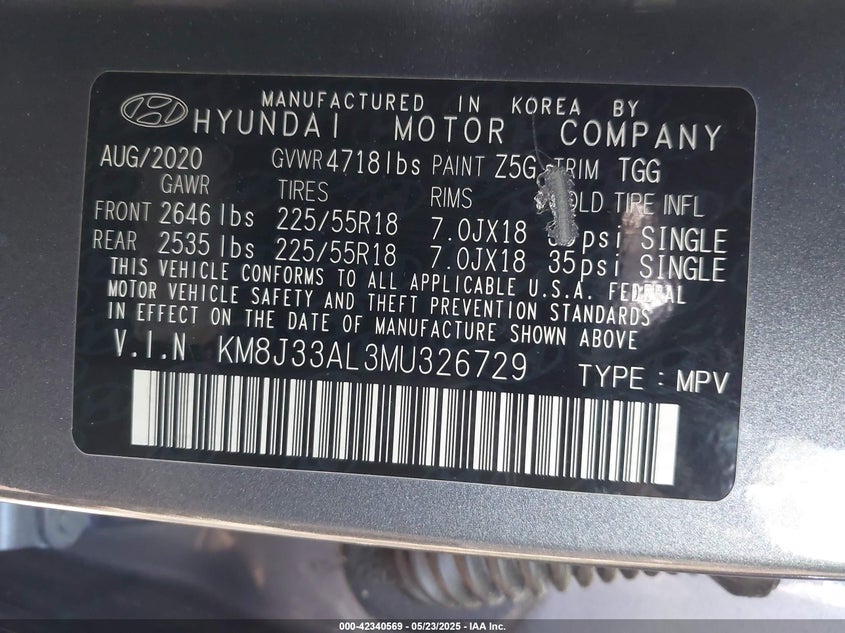 MANUFACTURED IN KOREA BY
HYUNDAI MOTOR COMPANY
AUG/2020 GVWR 4718lbs PAINT Z5G TRIM TGG
GAWR TIRES RIMS TIRE INFL
FRONT 2646 lbs 225/55R18 7.0JX18 psi SINGLE
REAR 2535 lbs 225/55R18 7.0JX18 35psi SINGLE
THIS VEHICLE CONFORMS TO ALL APPLICABLE U.S.A. FEDERAL
MOTOR VEHICLE SAFETY AND THEFT PREVENTION STANDARDS
IN EFFECT ON THE DATE OF MANUFACTURE SHOWN ABOVE
V.I.N KM8J33AL3MU326729 TYPE : MPV
000-42340569 - 05/23/2025 - IAA Inc.